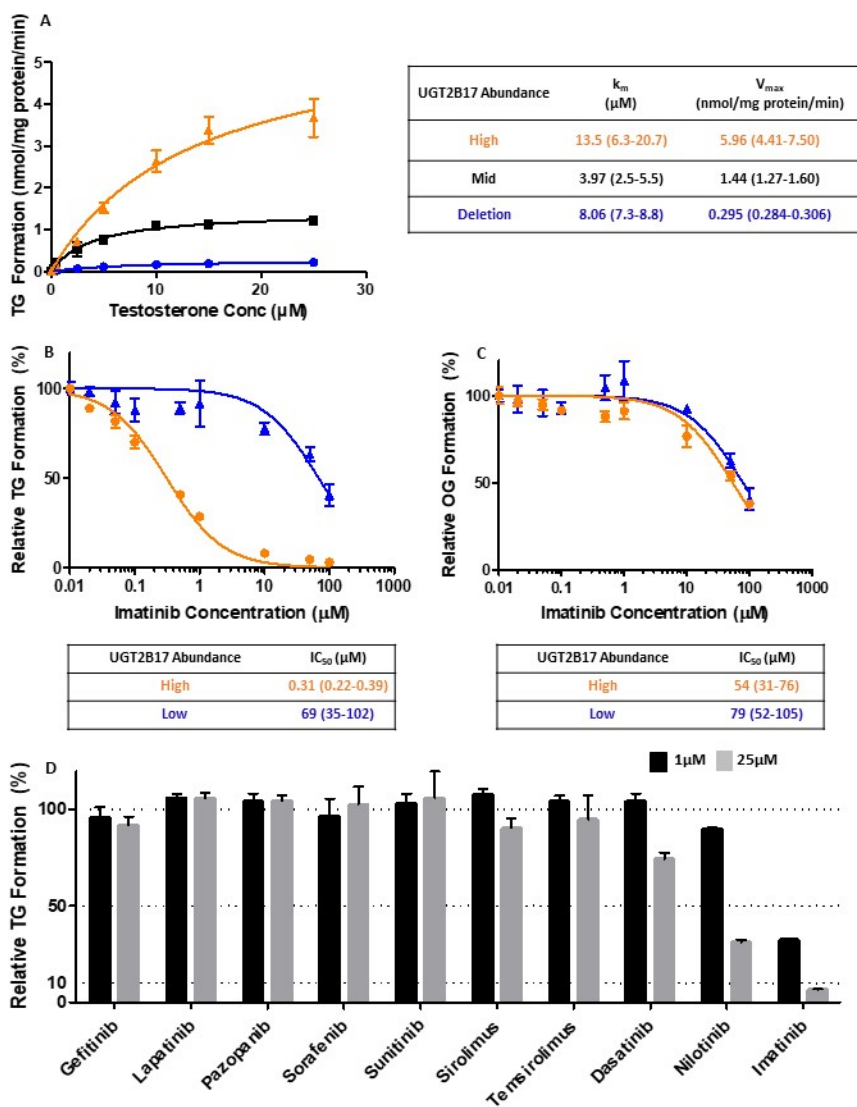 A
TG Formation (nmol/mg protein/min)
5
4
3
2
1
0
0
10
20
30
Testosterone Conc (µM)
UGT2B17 Abundance
k_m
(µM)
V_max
(nmol/mg protein/min)
High
13.5 (6.3-20.7)
5.96 (4.41-7.50)
Mid
3.97 (2.5-5.5)
1.44 (1.27-1.60)
Deletion
8.06 (7.3-8.8)
0.295 (0.284-0.306)
B
Relative TG Formation (%)
100
50
0
0.01
0.1
1
10
100
1000
Imatinib Concentration (µM)
UGT2B17 Abundance
IC50 (µM)
High
0.31 (0.22-0.39)
Low
69 (35-102)
C
Relative OG Formation (%)
100
50
0
0.01
0.1
1
10
100
1000
Imatinib Concentration (µM)
UGT2B17 Abundance
IC50 (µM)
High
54 (31-76)
Low
79 (52-105)
D
1µM
25µM
Relative TG Formation (%)
100
50
10
0
Gefitinib
Lapatinib
Pazopanib
Sorafenib
Sunitinib
Sirolimus
Temsirolimus
Dasatinib
Nilotinib
Imatinib